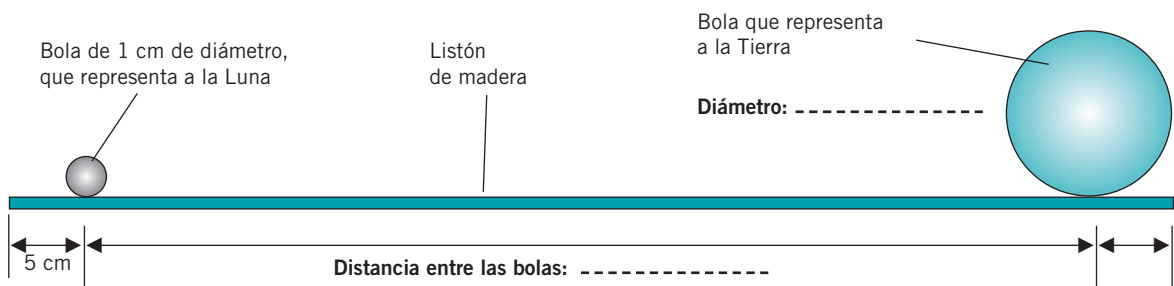 Bola de 1 cm de diámetro,
que representa a la Luna
Listón
de madera
Bola que representa
a la Tierra
Diámetro: _ _ _ _ _ _ _ _ _ _ _ _ _ _
5 cm
Distancia entre las bolas: _ _ _ _ _ _ _ _ _ _ _ _ _ _